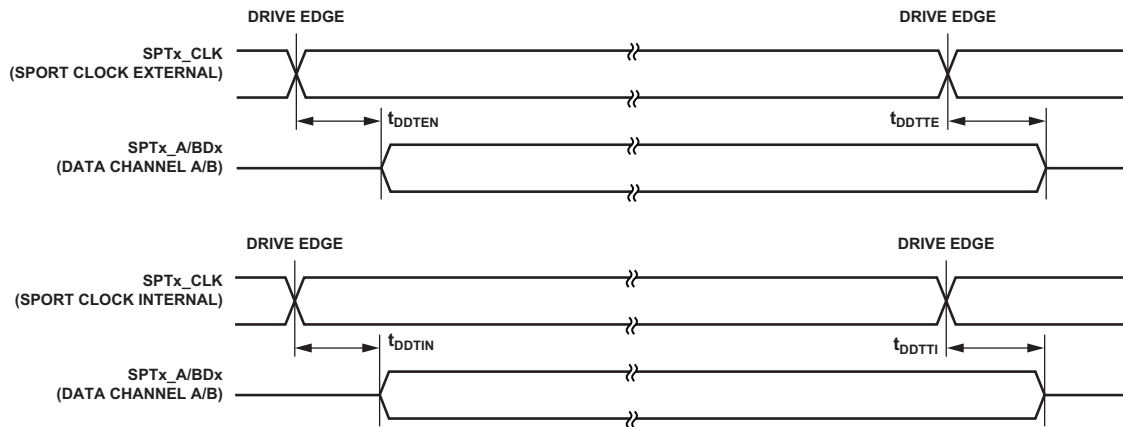 DRIVE EDGE DRIVE EDGE
SPTx_CLK
(SPORT CLOCK EXTERNAL)
tDDTEN tDDTTE
SPTx_A/BDx
(DATA CHANNEL A/B)
DRIVE EDGE DRIVE EDGE
SPTx_CLK
(SPORT CLOCK INTERNAL)
tDDTIN tDDTTI
SPTx_A/BDx
(DATA CHANNEL A/B)